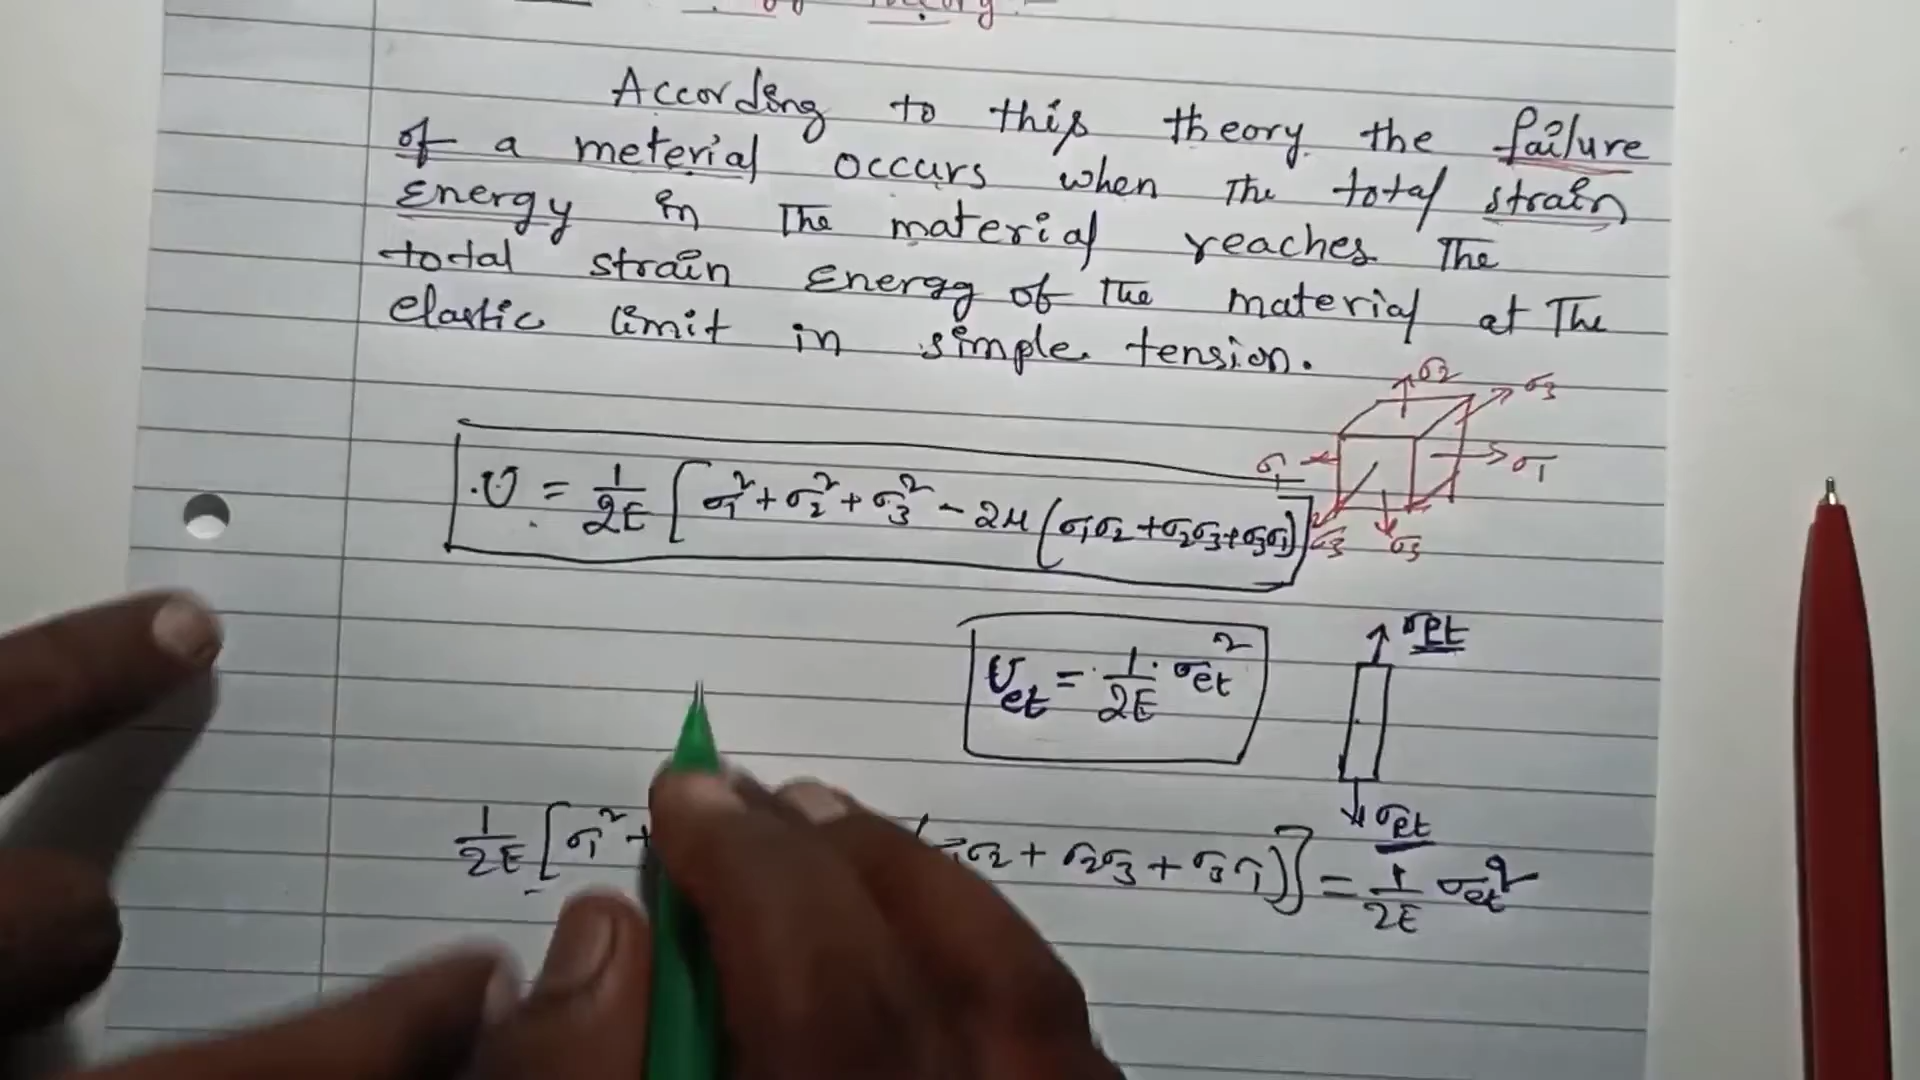 theory:-
According to this theory the failure
of a meterial occurs when The total strain
Energy in The material reaches The
total strain Energy of The material at The
elastic limit in simple tension.
σ2 σ3
σ1 σ1
U = 1/2E [σ1² + σ2² + σ3² - 2μ(σ1σ2 + σ2σ3 + σ3σ1)]
σ3 σ3
σet
Uet = 1/2E · σet²
σet
1/2E [σ1² + σ2 + σ2σ3 + σ3σ1)] = 1/2E σet²